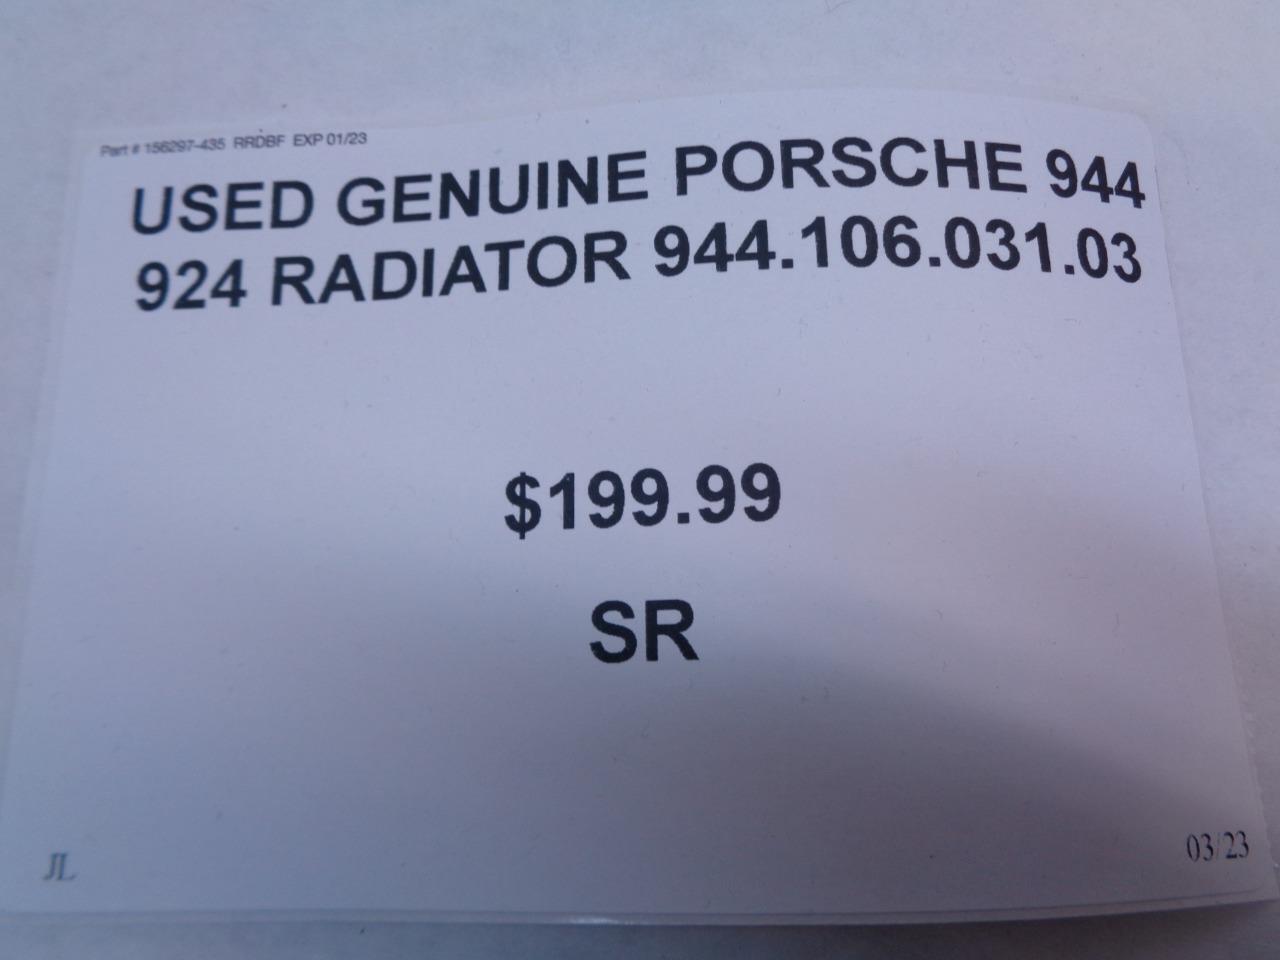 Part # 156297-435 RRDBF EXP 01/23
USED GENUINE PORSCHE 944
924 RADIATOR 944.106.031.03
$199.99
SR
JL
03/23